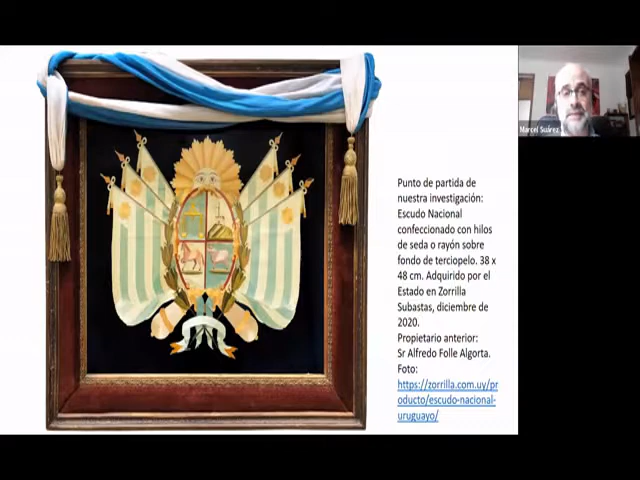 Marcel Suárez
Punto de partida de
nuestra investigación:
Escudo Nacional
confeccionado con hilos
de seda o rayón sobre
fondo de terciopelo. 38 x
48 cm. Adquirido por el
Estado en Zorrilla
Subastas, diciembre de
2020.
Propietario anterior:
Sr Alfredo Folle Algorta.
Foto:
https://zorrilla.com.uy/pr
oducto/escudo-nacional-
uruguayo/